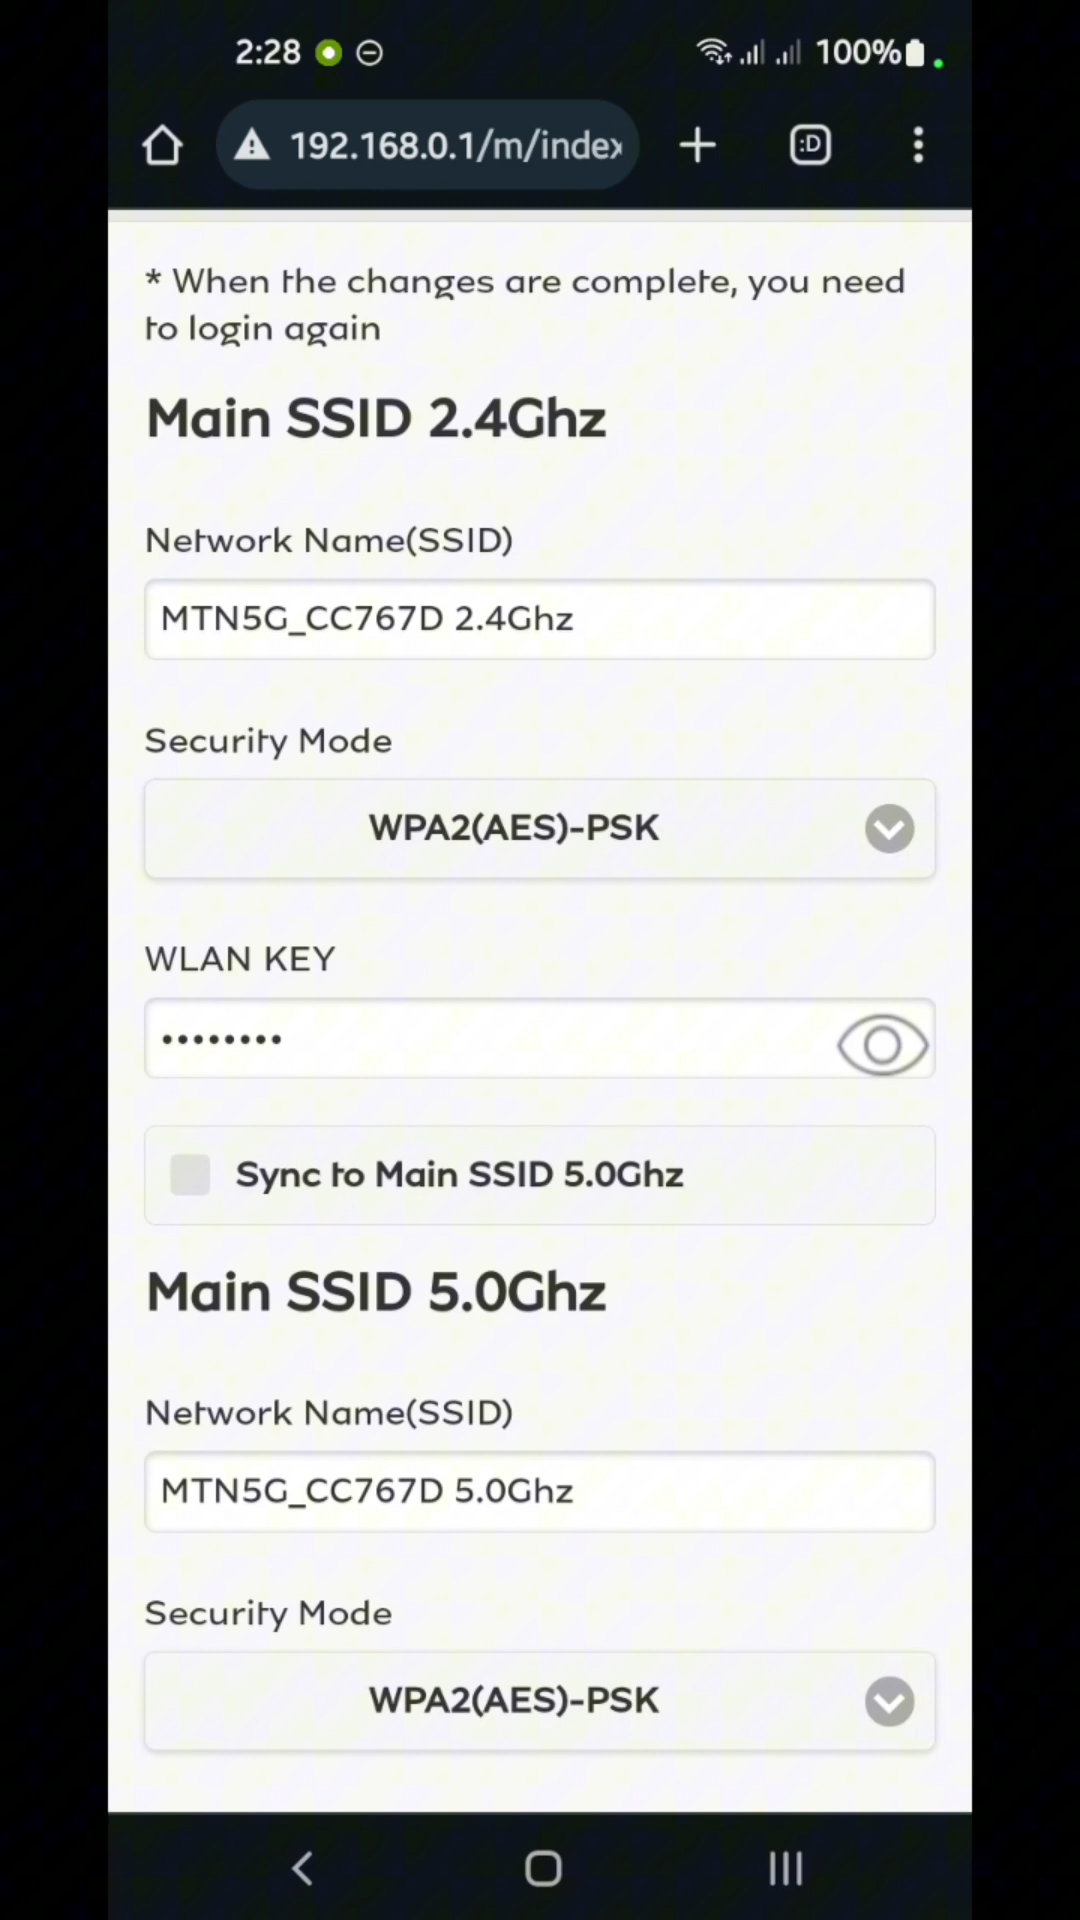 2:28
100%
192.168.0.1/m/index
:D
* When the changes are complete, you need
to login again
Main SSID 2.4Ghz
Network Name(SSID)
MTN5G_CC767D 2.4Ghz
Security Mode
WPA2(AES)-PSK
WLAN KEY
••••••••
Sync to Main SSID 5.0Ghz
Main SSID 5.0Ghz
Network Name(SSID)
MTN5G_CC767D 5.0Ghz
Security Mode
WPA2(AES)-PSK